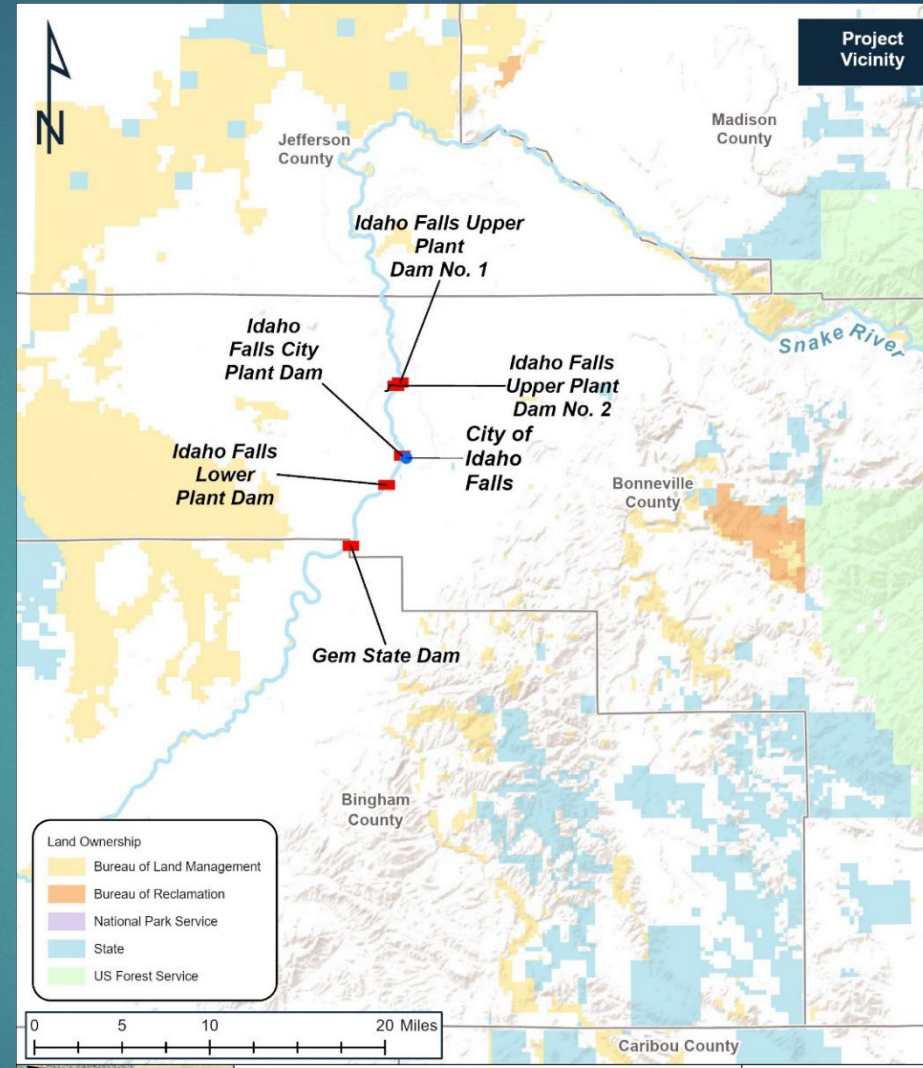 Project
Vicinity
N
Jefferson
County
Madison
County
Idaho Falls Upper
Plant
Dam No. 1
Snake River
Idaho
Falls City
Plant Dam
Idaho Falls
Upper Plant
Dam No. 2
City of
Idaho
Falls
Idaho Falls
Lower
Plant Dam
Bonneville
County
Gem State Dam
Bingham
County
Land Ownership
Bureau of Land Management
Bureau of Reclamation
National Park Service
State
US Forest Service
0 5 10 20 Miles
Caribou County